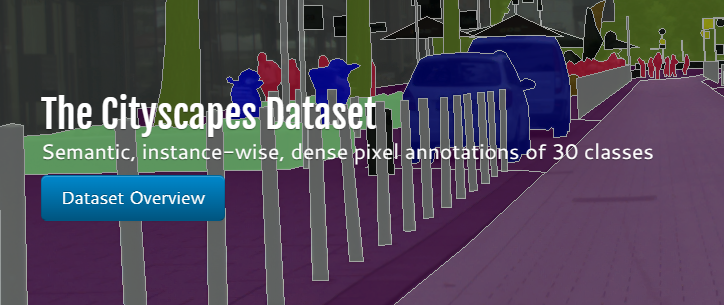 The Cityscapes Dataset
Semantic, instance-wise, dense pixel annotations of 30 classes
Dataset Overview